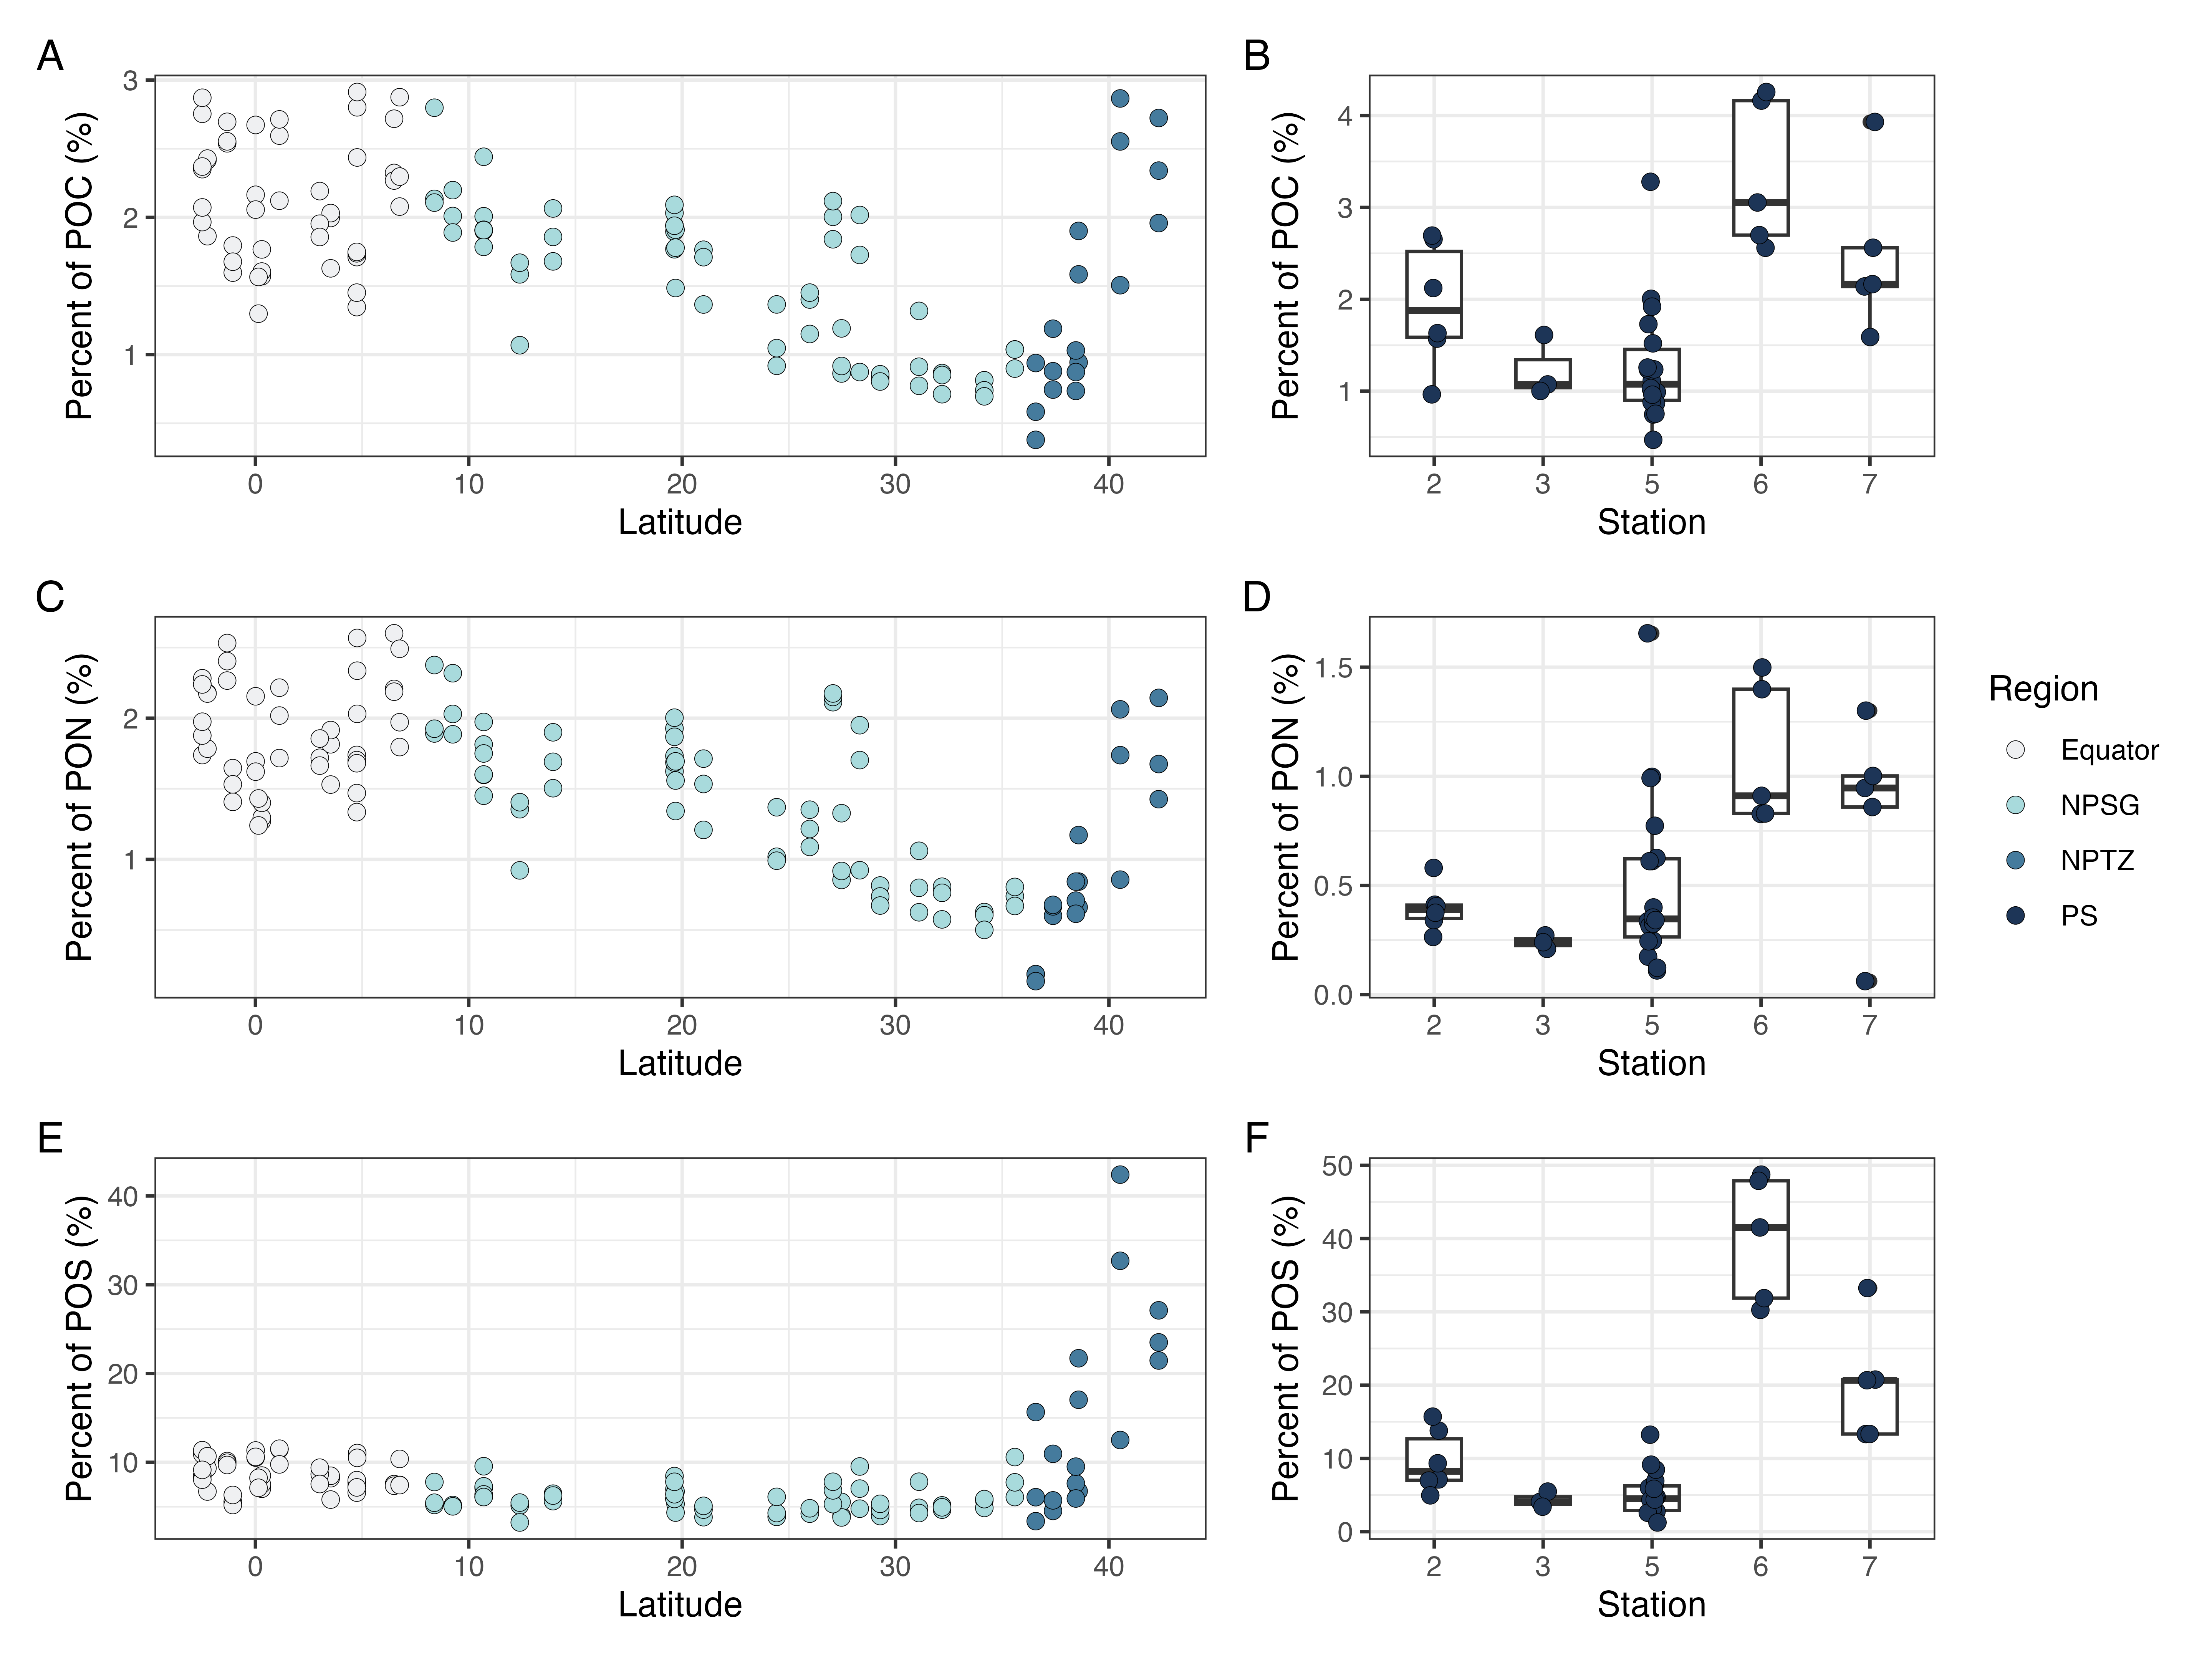 A
Percent of POC (%)
3
2
1
0 10 20 30 40
Latitude
B
Percent of POC (%)
4
3
2
1
2 3 5 6 7
Station
C
Percent of PON (%)
2
1
0 10 20 30 40
Latitude
D
Percent of PON (%)
1.5
1.0
0.5
0.0
2 3 5 6 7
Station
Region
Equator
NPSG
NPTZ
PS
E
Percent of POS (%)
40
30
20
10
0 10 20 30 40
Latitude
F
Percent of POS (%)
50
40
30
20
10
0
2 3 5 6 7
Station